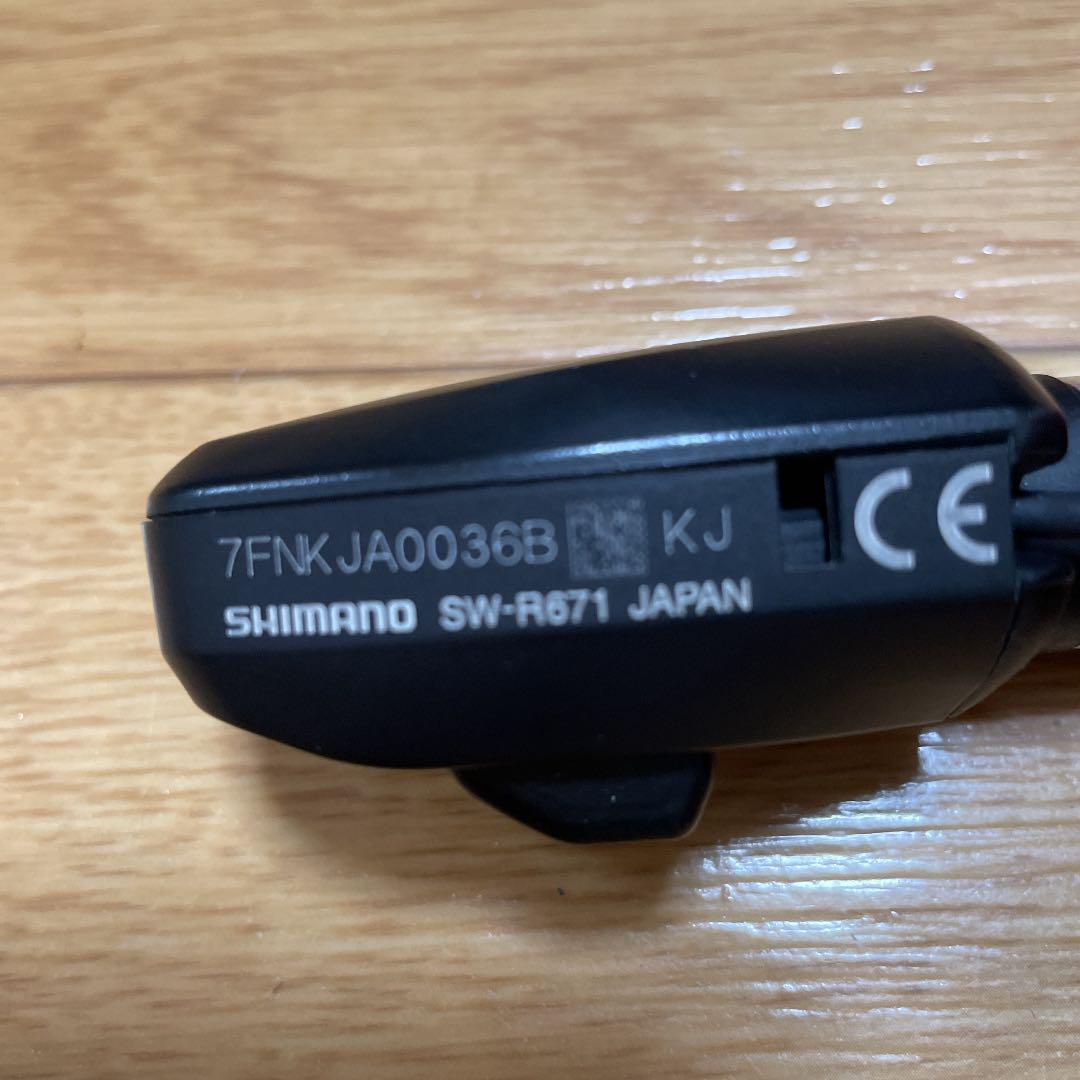 7FNKJA0036B KJ
SHIMANO SW-R671 JAPAN
CE